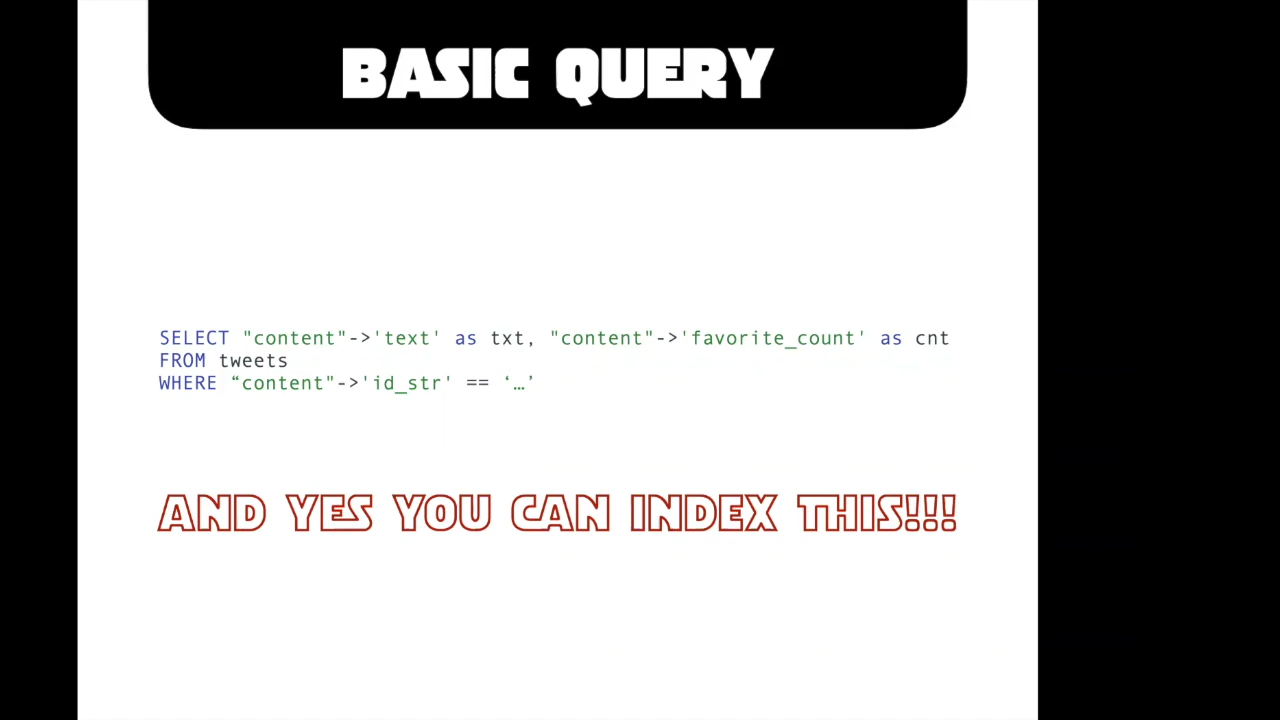 BASIC QUERY
SELECT "content"->'text' as txt, "content"->'favorite_count' as cnt
FROM tweets
WHERE “content"->'id_str' == ‘…’
AND YES YOU CAN INDEX THIS!!!